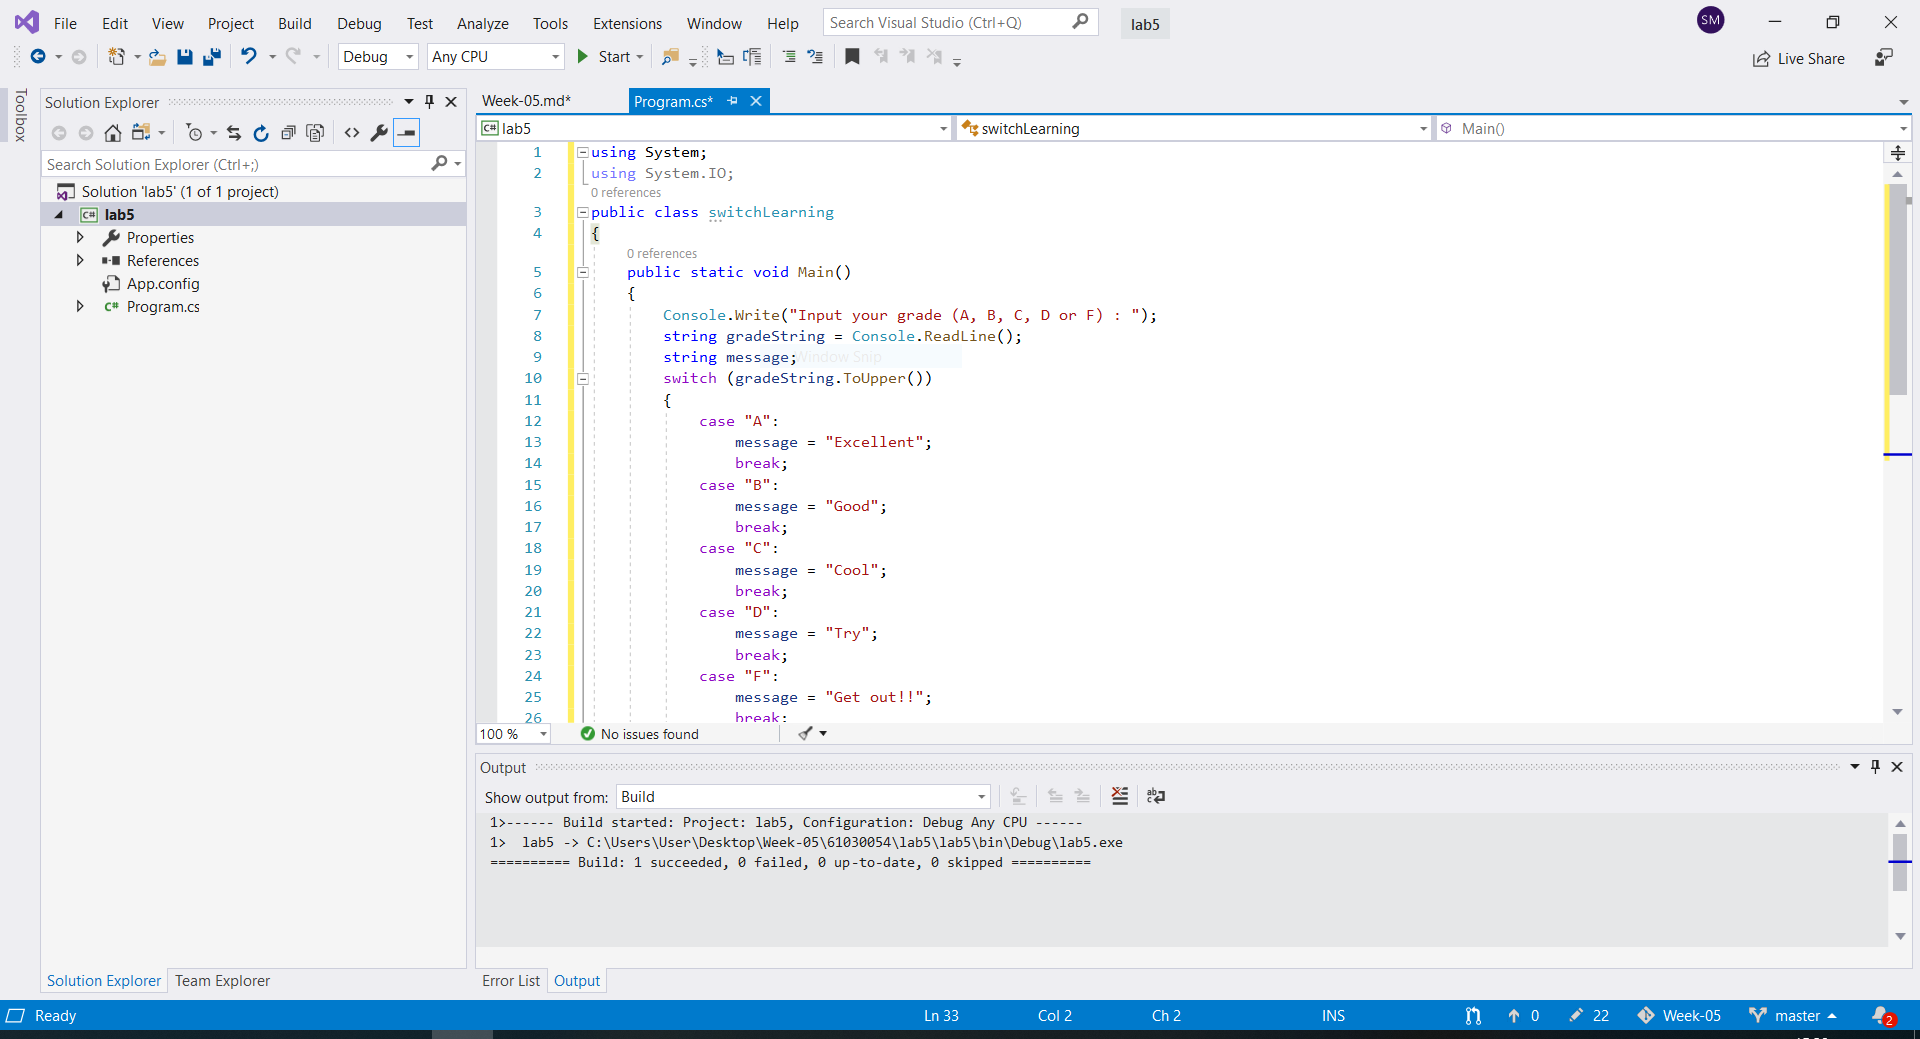 File Edit View Project Build Debug Test Analyze Tools Extensions Window Help Search Visual Studio (Ctrl+Q) lab5 SM
Debug Any CPU Start Live Share
Toolbox
Solution Explorer
Search Solution Explorer (Ctrl+;)
Solution 'lab5' (1 of 1 project)
C# lab5
Properties
References
App.config
C# Program.cs
Solution Explorer Team Explorer
Week-05.md* Program.cs*
C# lab5 switchLearning Main()
1 using System;
2 using System.IO;
0 references
3 public class switchLearning
4 {
0 references
5 public static void Main()
6 {
7 Console.Write("Input your grade (A, B, C, D or F) : ");
8 string gradeString = Console.ReadLine();
9 string message; Window Snip
10 switch (gradeString.ToUpper())
11 {
12 case "A":
13 message = "Excellent";
14 break;
15 case "B":
16 message = "Good";
17 break;
18 case "C":
19 message = "Cool";
20 break;
21 case "D":
22 message = "Try";
23 break;
24 case "F":
25 message = "Get out!!";
26 break;
100 % No issues found
Output
Show output from: Build
1>------ Build started: Project: lab5, Configuration: Debug Any CPU ------
1> lab5 -> C:\Users\User\Desktop\Week-05\61030054\lab5\lab5\bin\Debug\lab5.exe
========== Build: 1 succeeded, 0 failed, 0 up-to-date, 0 skipped ==========
Error List Output
Ready Ln 33 Col 2 Ch 2 INS 0 22 Week-05 master 2